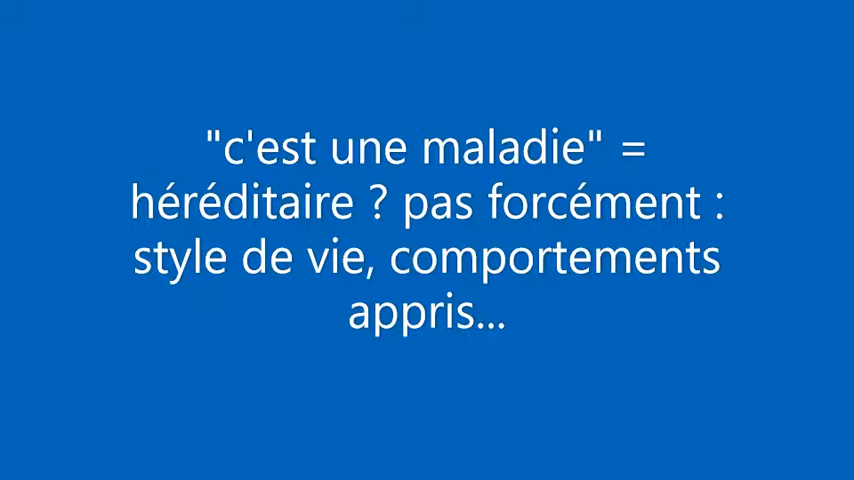 "c'est une maladie" =
héréditaire ? pas forcément :
style de vie, comportements
appris...